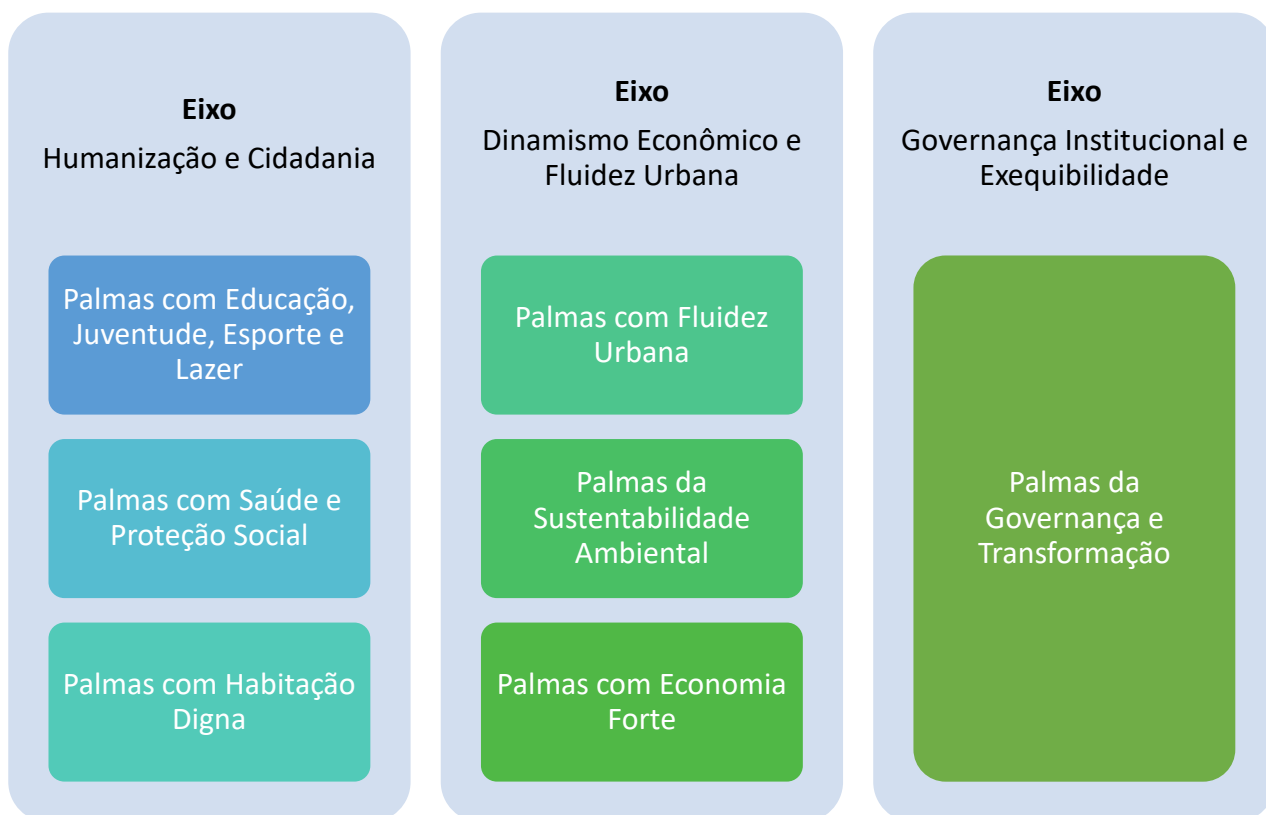 Eixo
Humanização e Cidadania
Palmas com Educação,
Juventude, Esporte e
Lazer
Palmas com Saúde e
Proteção Social
Palmas com Habitação
Digna
Eixo
Dinamismo Econômico e
Fluidez Urbana
Palmas com Fluidez
Urbana
Palmas da
Sustentabilidade
Ambiental
Palmas com Economia
Forte
Eixo
Governança Institucional e
Exequibilidade
Palmas da
Governança e
Transformação